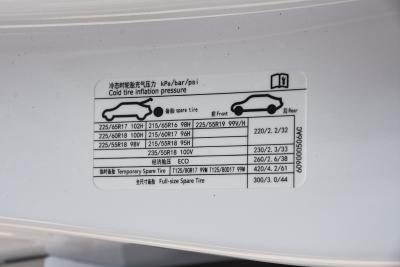 冷态时轮胎充气压力 kPa/bar/psi
Cold tire inflation pressure
备胎 spare tire
前 Front
后 Rear
225/65R17 102H 215/65R16 98H 225/55R19 99V/H 220/2.2/32
225/60R18 100H 215/60R17 96H
225/55R18 98V 215/55R18 95H 230/2.3/33
235/55R18 100V
经济胎压 ECO 260/2.6/38
临时备胎 Temporary Spare Tire T125/80R17 99M T125/80D17 99M 420/4.2/61
全尺寸备胎 Full-size Spare Tire 300/3.0/44
609000506AD